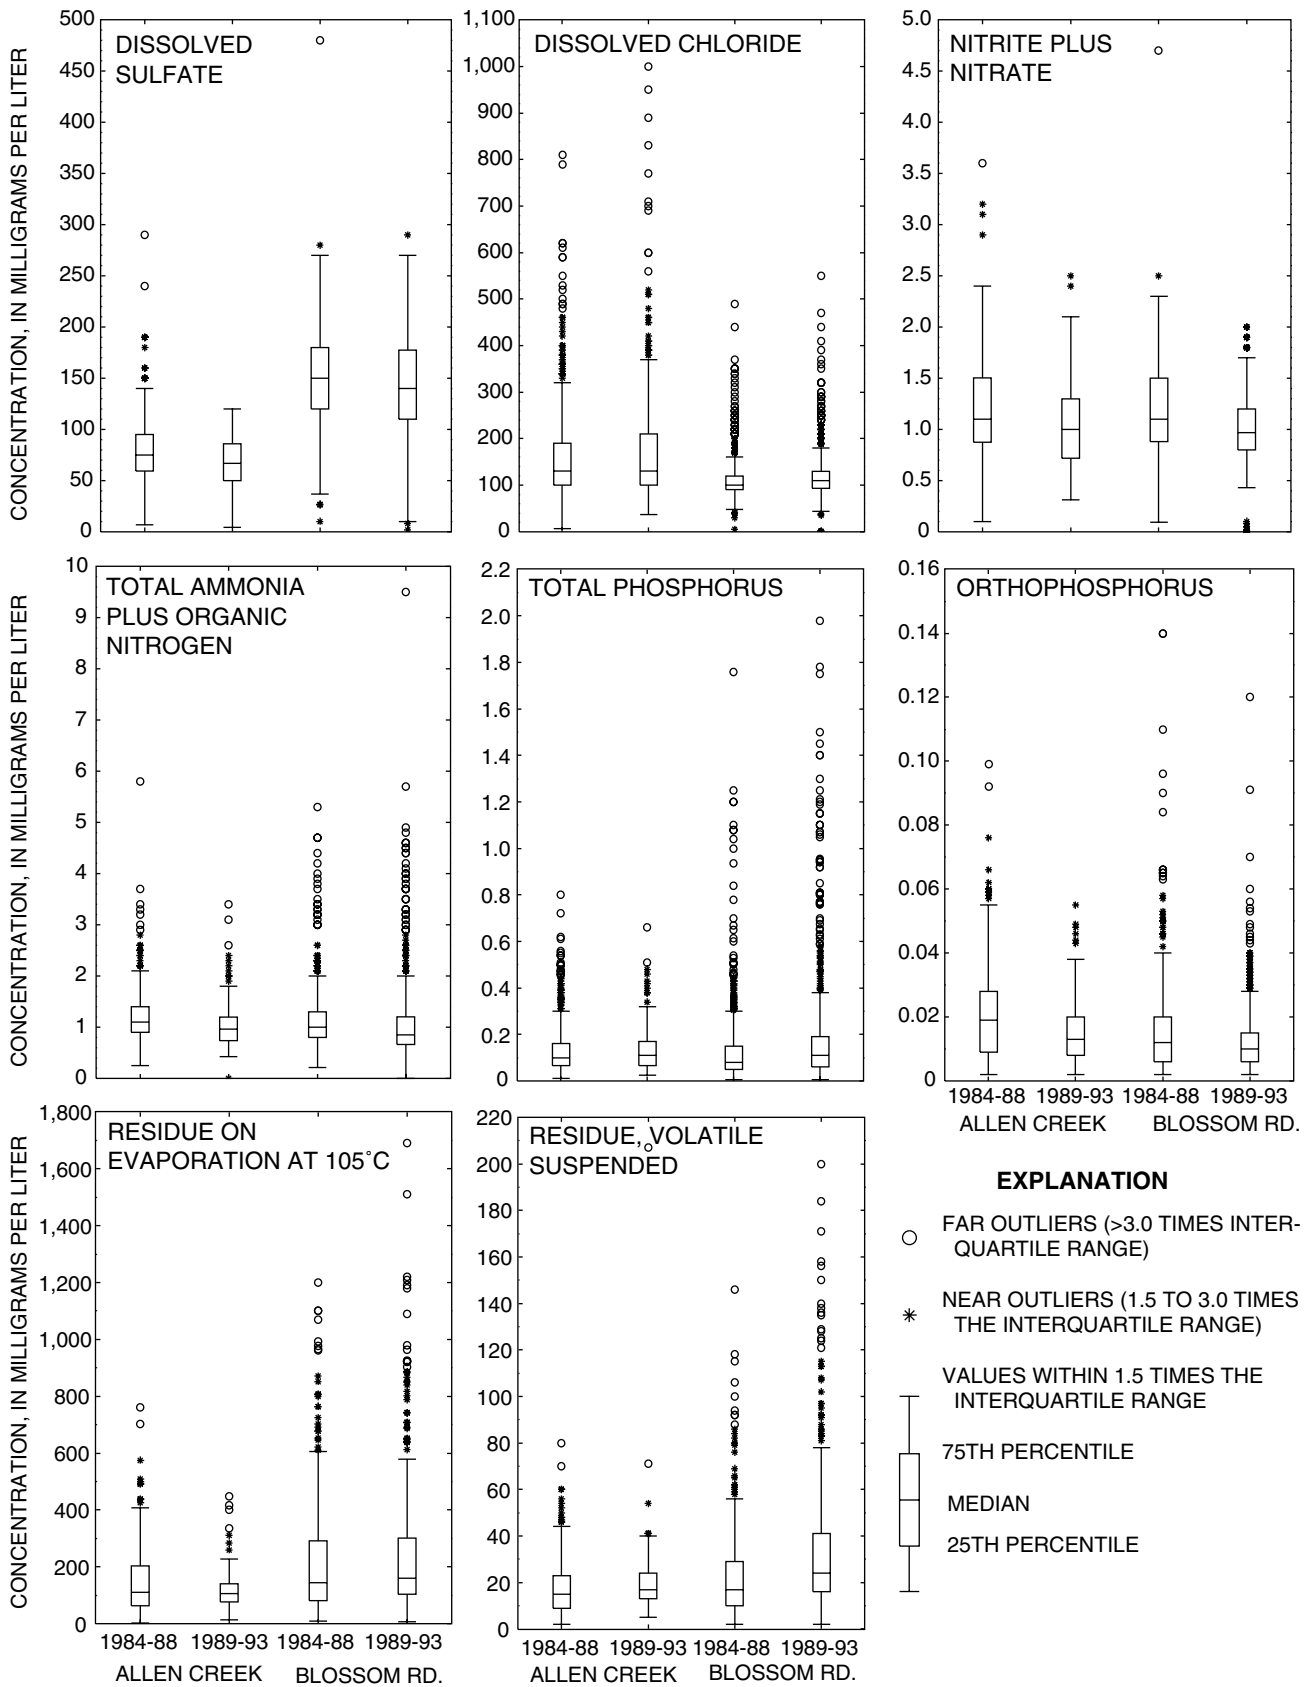 CONCENTRATION, IN MILLIGRAMS PER LITER
DISSOLVED
SULFATE
500
450
400
350
300
250
200
150
100
50
0
DISSOLVED CHLORIDE
1,100
1,000
900
800
700
600
500
400
300
200
100
0
NITRITE PLUS
NITRATE
5.0
4.5
4.0
3.5
3.0
2.5
2.0
1.5
1.0
0.5
0
CONCENTRATION, IN MILLIGRAMS PER LITER
TOTAL AMMONIA
PLUS ORGANIC
NITROGEN
10
9
8
7
6
5
4
3
2
1
0
TOTAL PHOSPHORUS
2.2
2.0
1.8
1.6
1.4
1.2
1.0
0.8
0.6
0.4
0.2
0
ORTHOPHOSPHORUS
0.16
0.14
0.12
0.10
0.08
0.06
0.04
0.02
0
1984-88 1989-93 1984-88 1989-93
ALLEN CREEK BLOSSOM RD.
CONCENTRATION, IN MILLIGRAMS PER LITER
RESIDUE ON
EVAPORATION AT 105°C
1,800
1,600
1,400
1,200
1,000
800
600
400
200
0
1984-88 1989-93 1984-88 1989-93
ALLEN CREEK BLOSSOM RD.
RESIDUE, VOLATILE
SUSPENDED
220
200
180
160
140
120
100
80
60
40
20
0
1984-88 1989-93 1984-88 1989-93
ALLEN CREEK BLOSSOM RD.
EXPLANATION
FAR OUTLIERS (>3.0 TIMES INTER-
QUARTILE RANGE)
NEAR OUTLIERS (1.5 TO 3.0 TIMES
THE INTERQUARTILE RANGE)
VALUES WITHIN 1.5 TIMES THE
INTERQUARTILE RANGE
75TH PERCENTILE
MEDIAN
25TH PERCENTILE